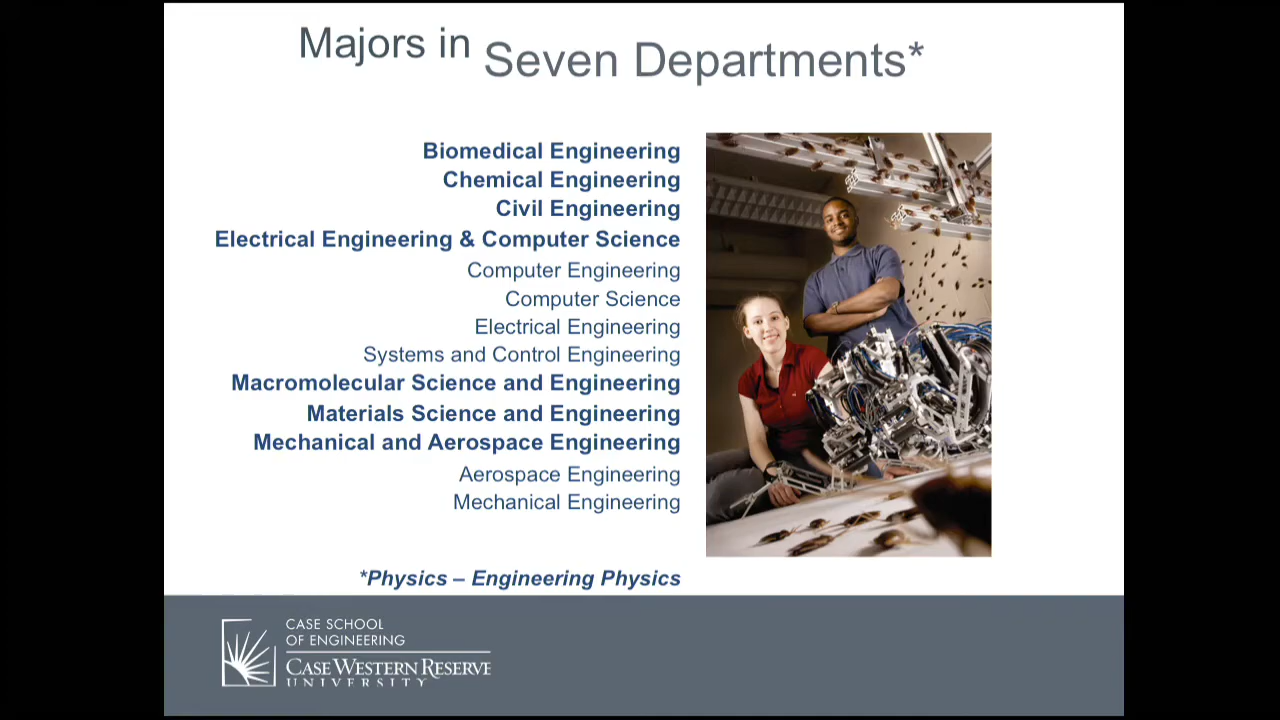 Majors in Seven Departments*
Biomedical Engineering
Chemical Engineering
Civil Engineering
Electrical Engineering & Computer Science
Computer Engineering
Computer Science
Electrical Engineering
Systems and Control Engineering
Macromolecular Science and Engineering
Materials Science and Engineering
Mechanical and Aerospace Engineering
Aerospace Engineering
Mechanical Engineering
*Physics – Engineering Physics
CASE SCHOOL
OF ENGINEERING
CASE WESTERN RESERVE
UNIVERSITY